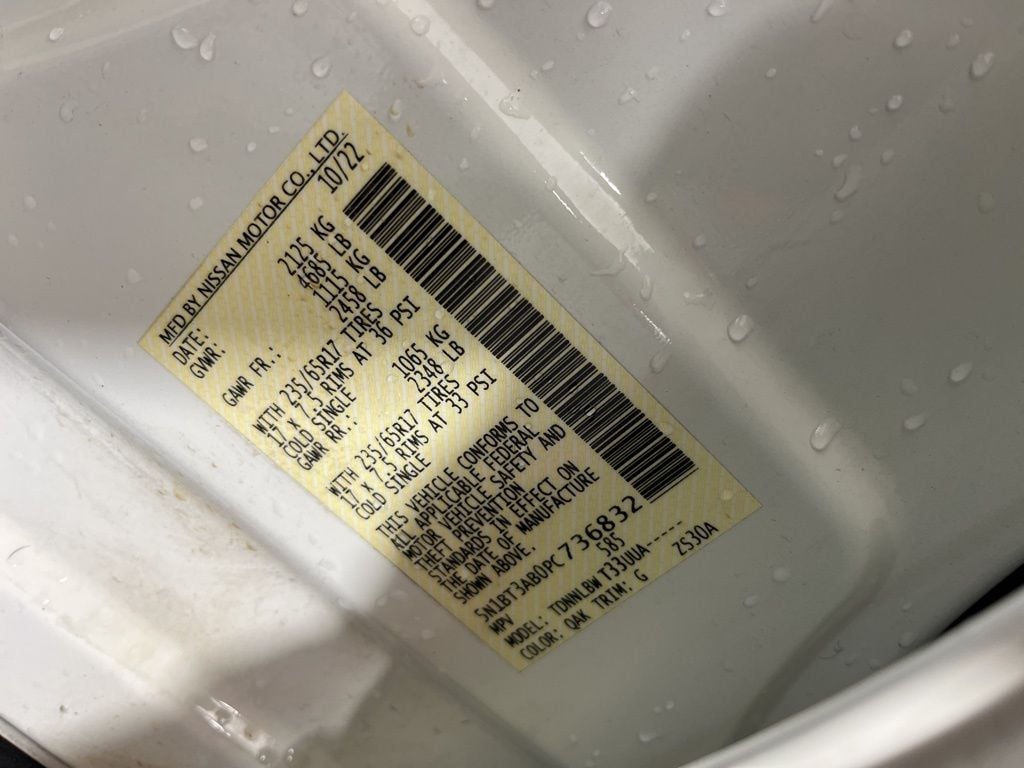 MFD BY NISSAN MOTOR CO., LTD.
DATE: 10/22
GVWR: 2125 KG
4685 LB
GAWR FR.: 1115 KG
2458 LB
WITH 235/65R17 TIRES
17 X 7.5 RIMS AT 36 PSI
COLD SINGLE
GAWR RR.: 1065 KG
2348 LB
WITH 235/65R17 TIRES
17 X 7.5 RIMS AT 33 PSI
COLD SINGLE
THIS VEHICLE CONFORMS TO
ALL APPLICABLE FEDERAL
MOTOR VEHICLE SAFETY AND
THEFT PREVENTION
STANDARDS IN EFFECT ON
THE DATE OF MANUFACTURE
SHOWN ABOVE.
5N1BT3AB0PC736832
MPV 585
MODEL: TDNNLBW T33UUA-----
COLOR: QAK TRIM: G ZS30A